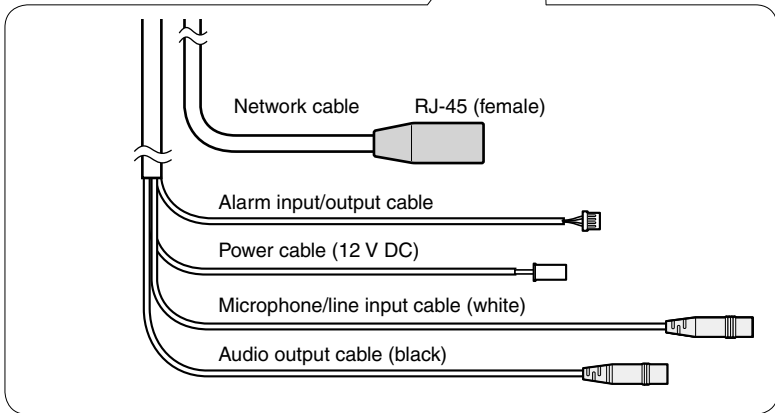 Network cable RJ-45 (female)
Alarm input/output cable
Power cable (12 V DC)
Microphone/line input cable (white)
Audio output cable (black)